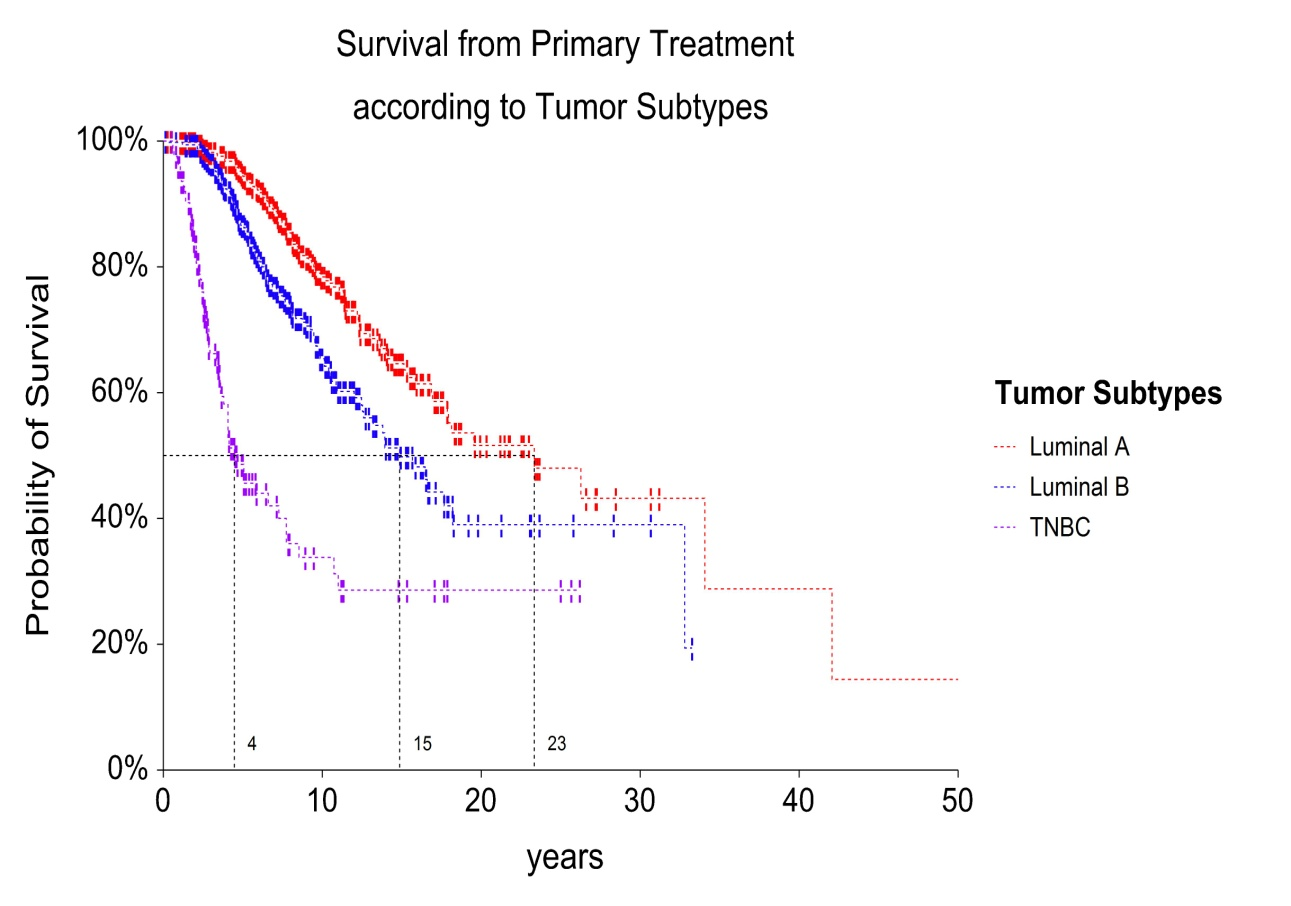 Survival from Primary Treatment
according to Tumor Subtypes
Probability of Survival
100%
80%
60%
40%
20%
0%
4
15
23
0 10 20 30 40 50
years
Tumor Subtypes
Luminal A
Luminal B
TNBC